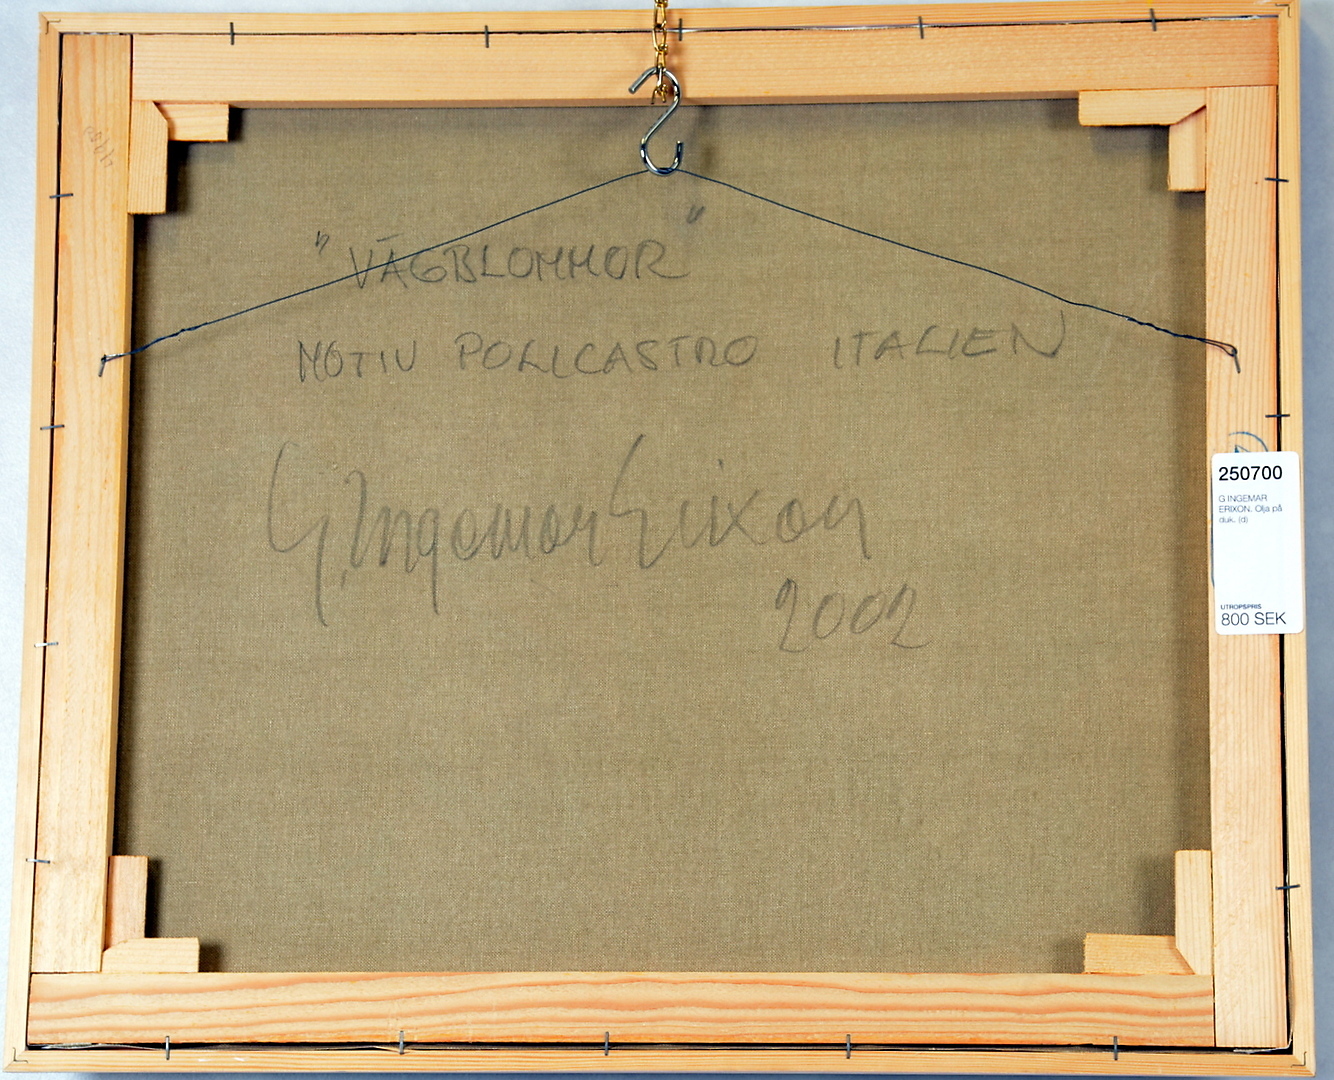 "VÄGBLOMMOR"
MOTIV POLICASTRO ITALIEN
G. Ingemar Erixon
2002
250700
G INGEMAR
ERIXON. Olja på
duk. (d)
UTROPSPRIS
800 SEK